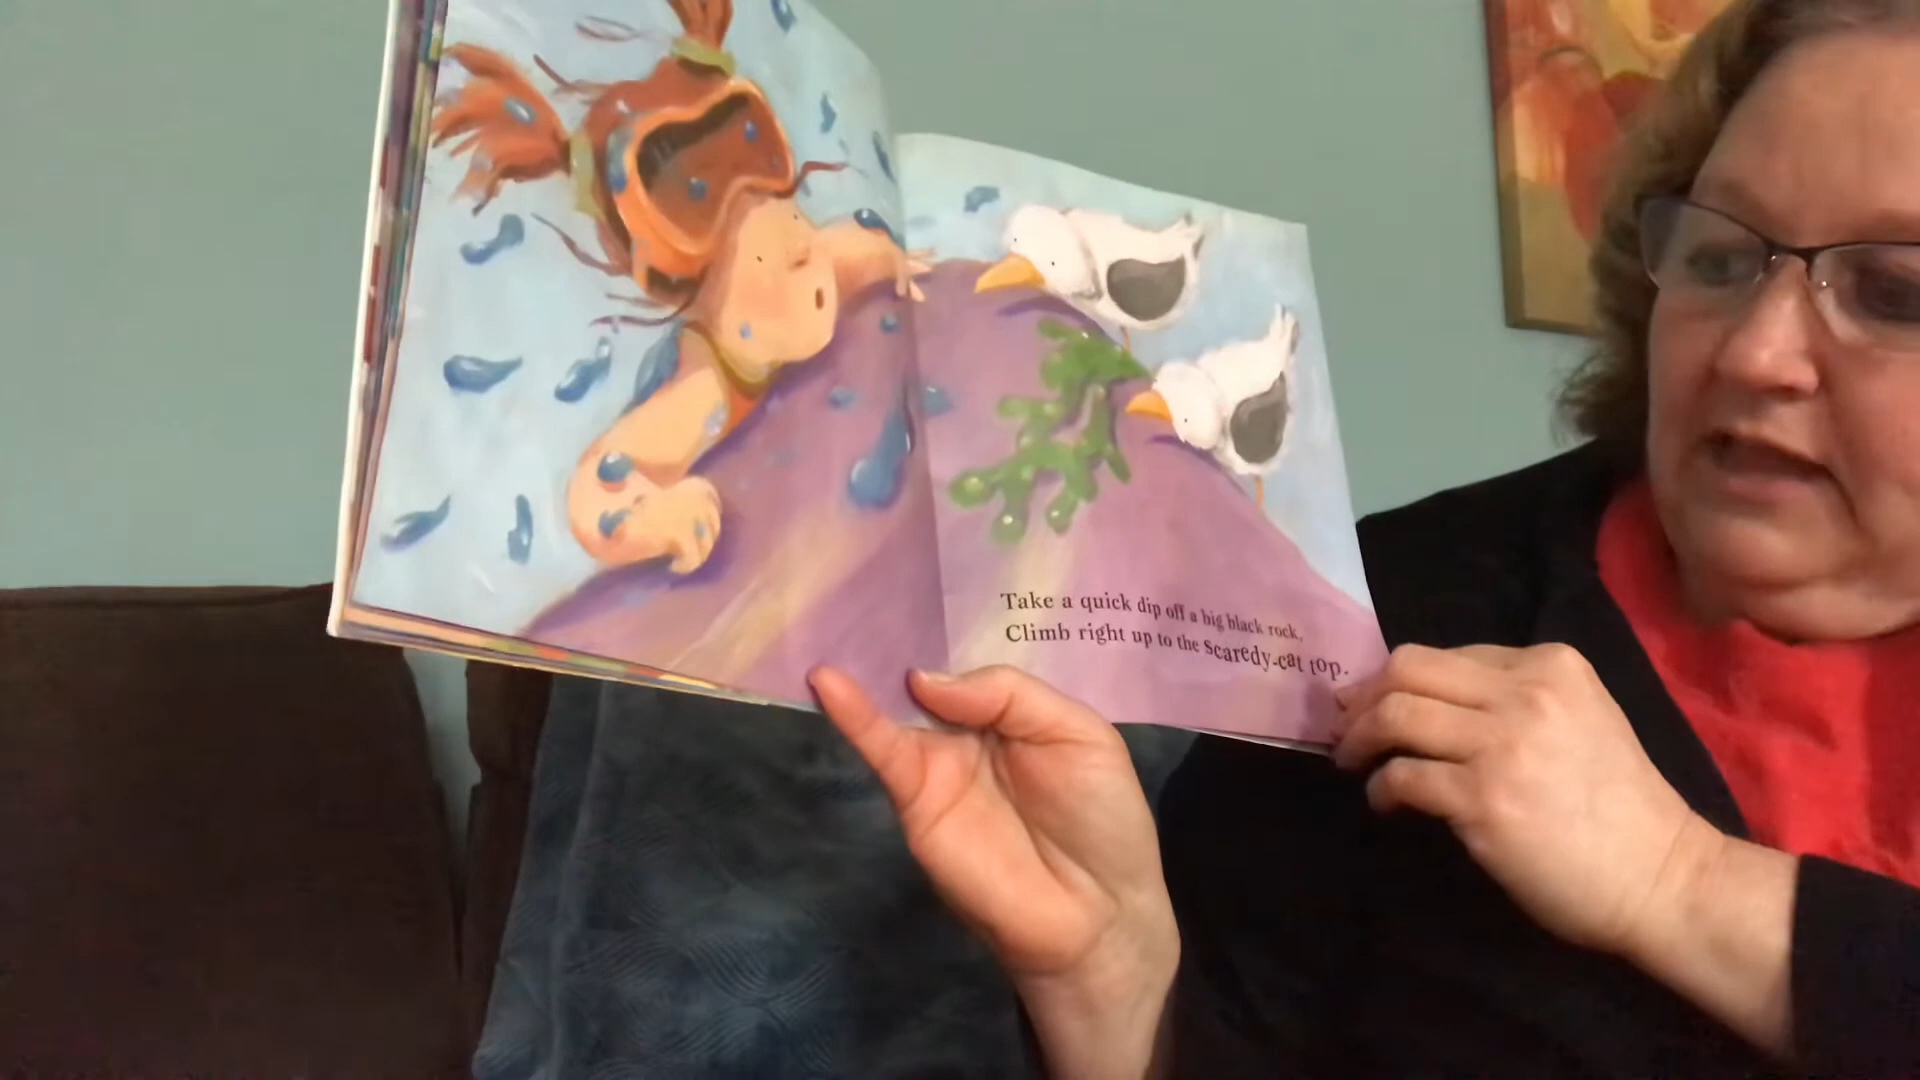 Take a quick dip off a big black rock.
Climb right up to the scaredy-cat top.